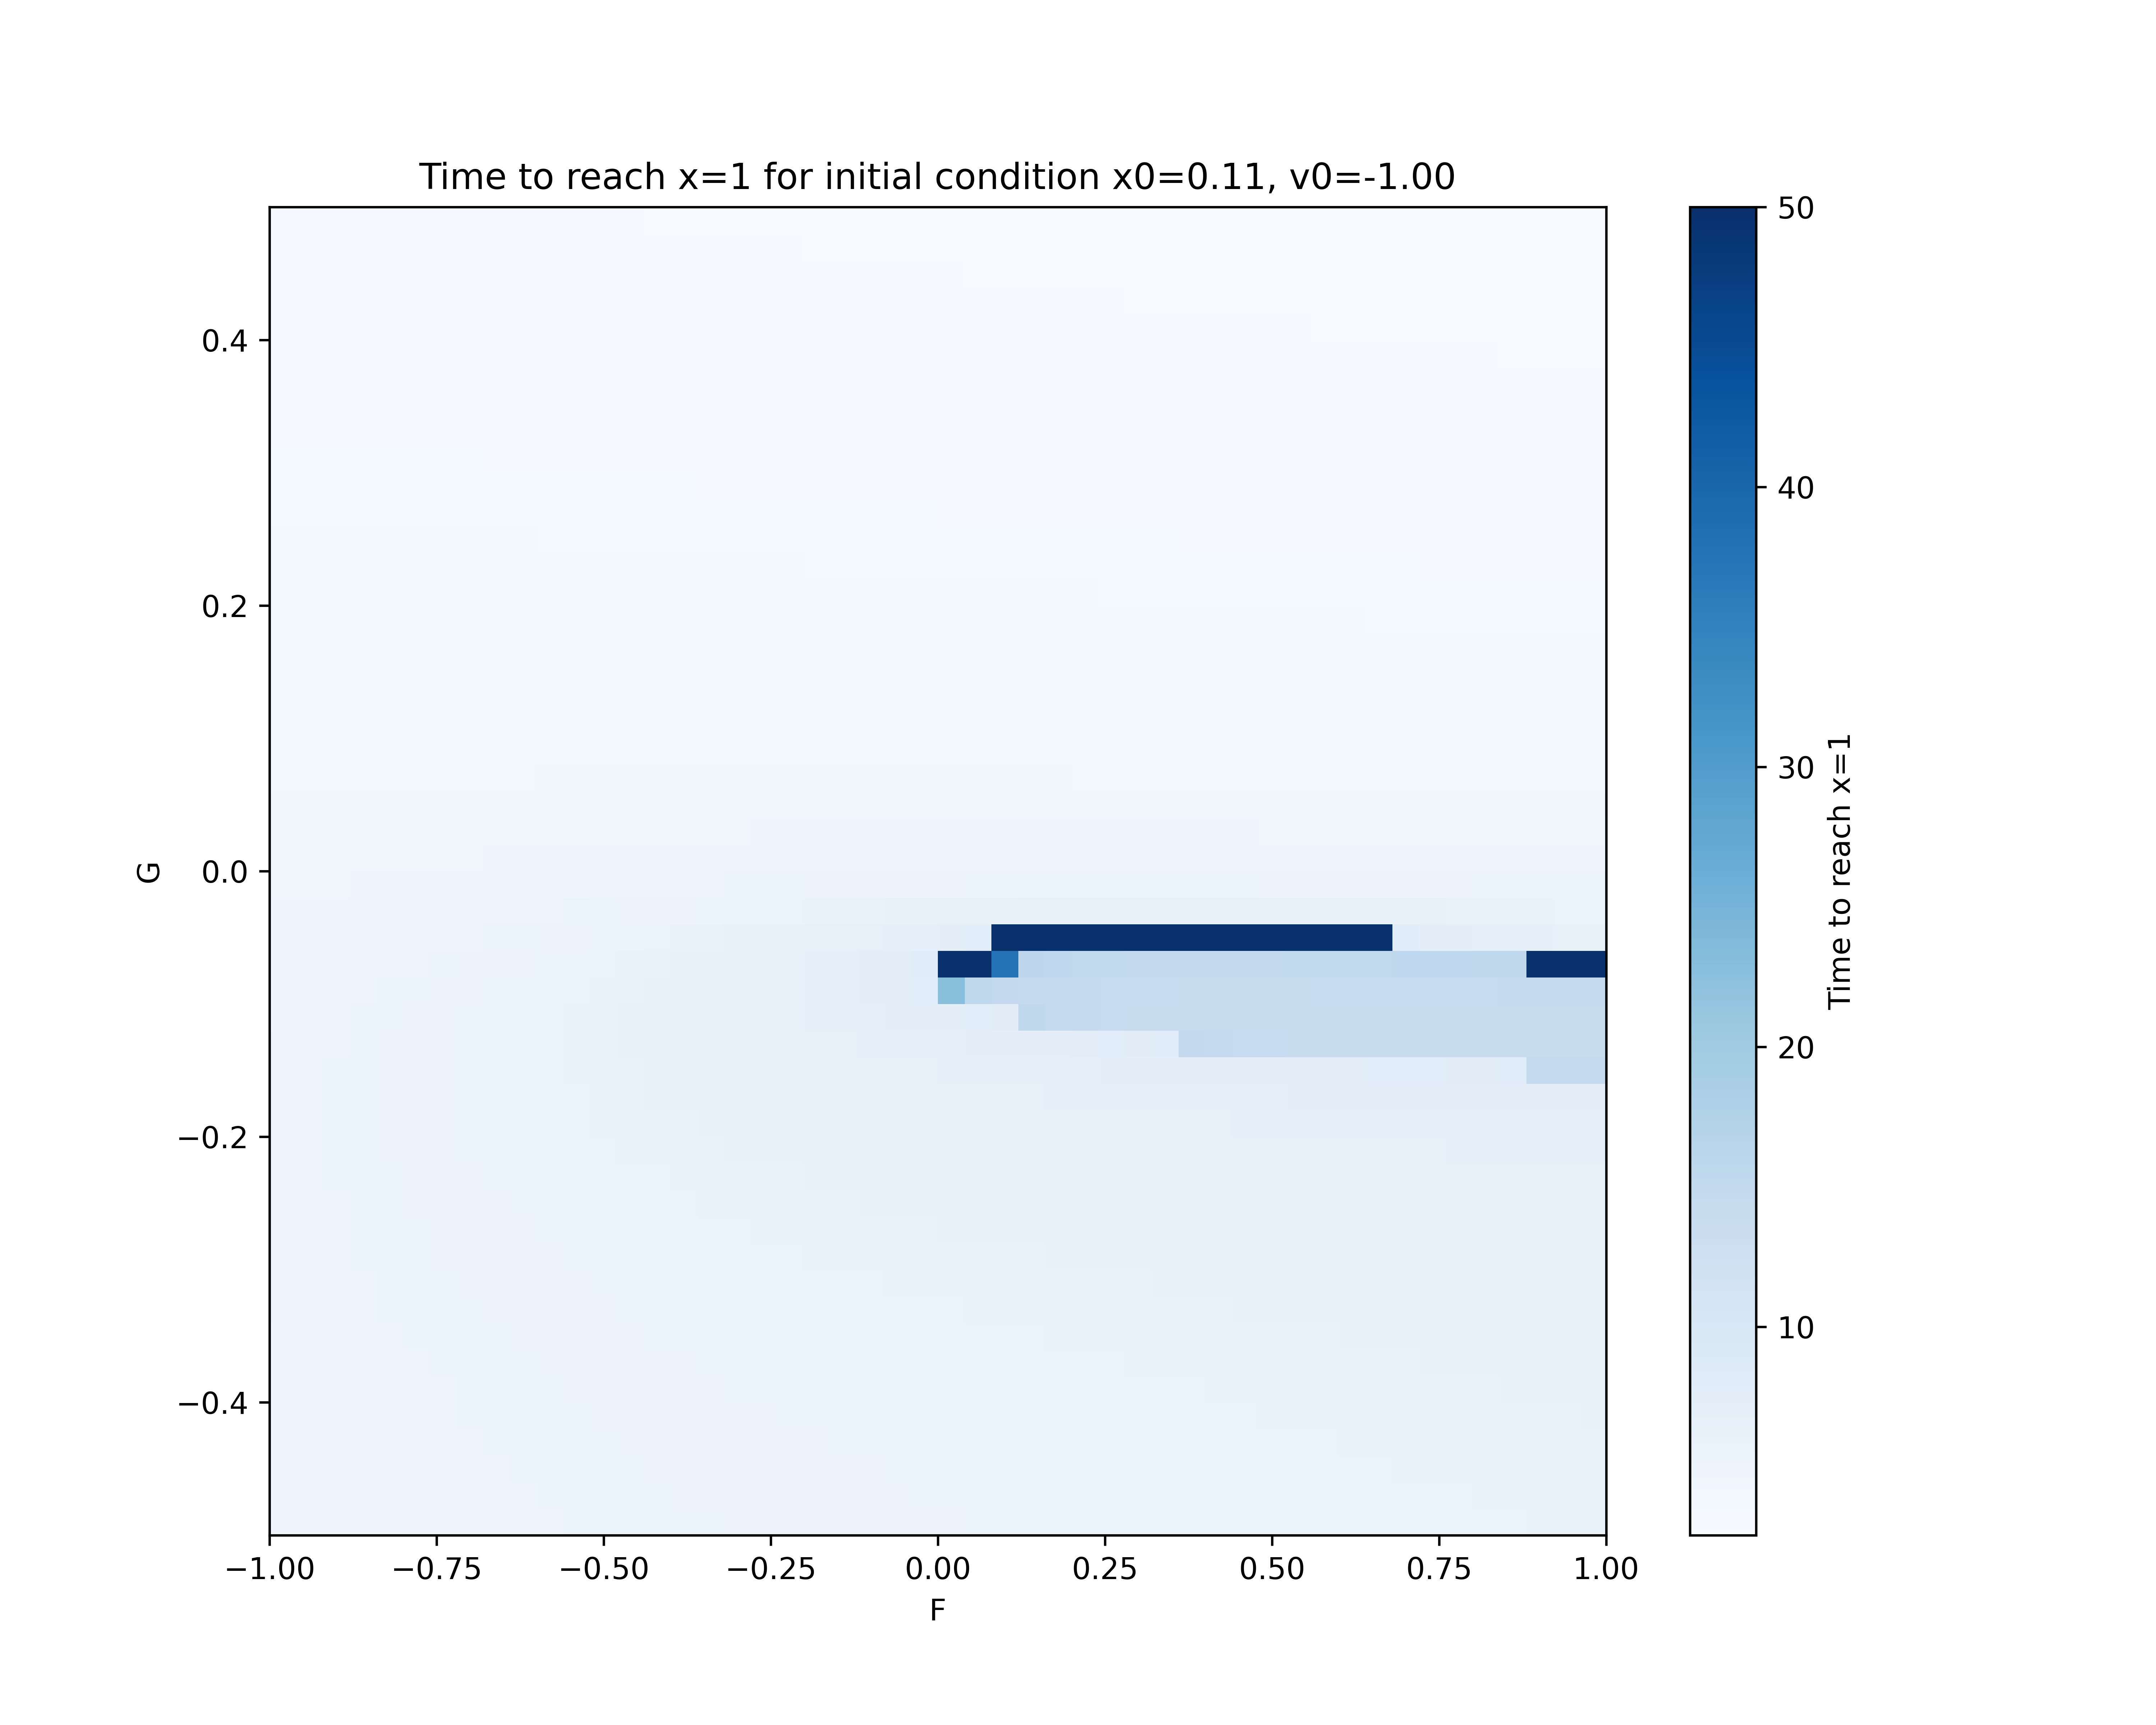 Time to reach x=1 for initial condition x0=0.11, v0=-1.00
G
0.4
0.2
0.0
−0.2
−0.4
−1.00 −0.75 −0.50 −0.25 0.00 0.25 0.50 0.75 1.00
F
50
40
30
20
10
Time to reach x=1